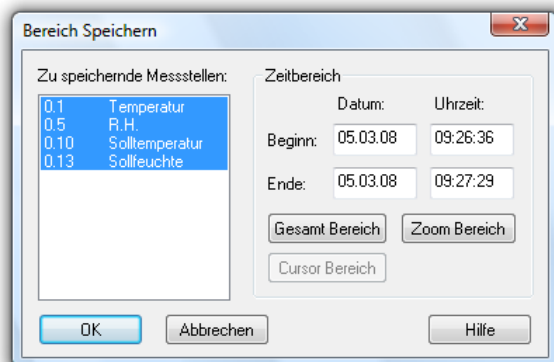 Bereich Speichern
Zu speichernde Messstellen:
0.1 Temperatur
0.5 R.H.
0.10 Solltemperatur
0.13 Sollfeuchte
Zeitbereich
Datum: Uhrzeit:
Beginn: 05.03.08 09:26:36
Ende: 05.03.08 09:27:29
Gesamt Bereich Zoom Bereich
Cursor Bereich
OK Abbrechen Hilfe